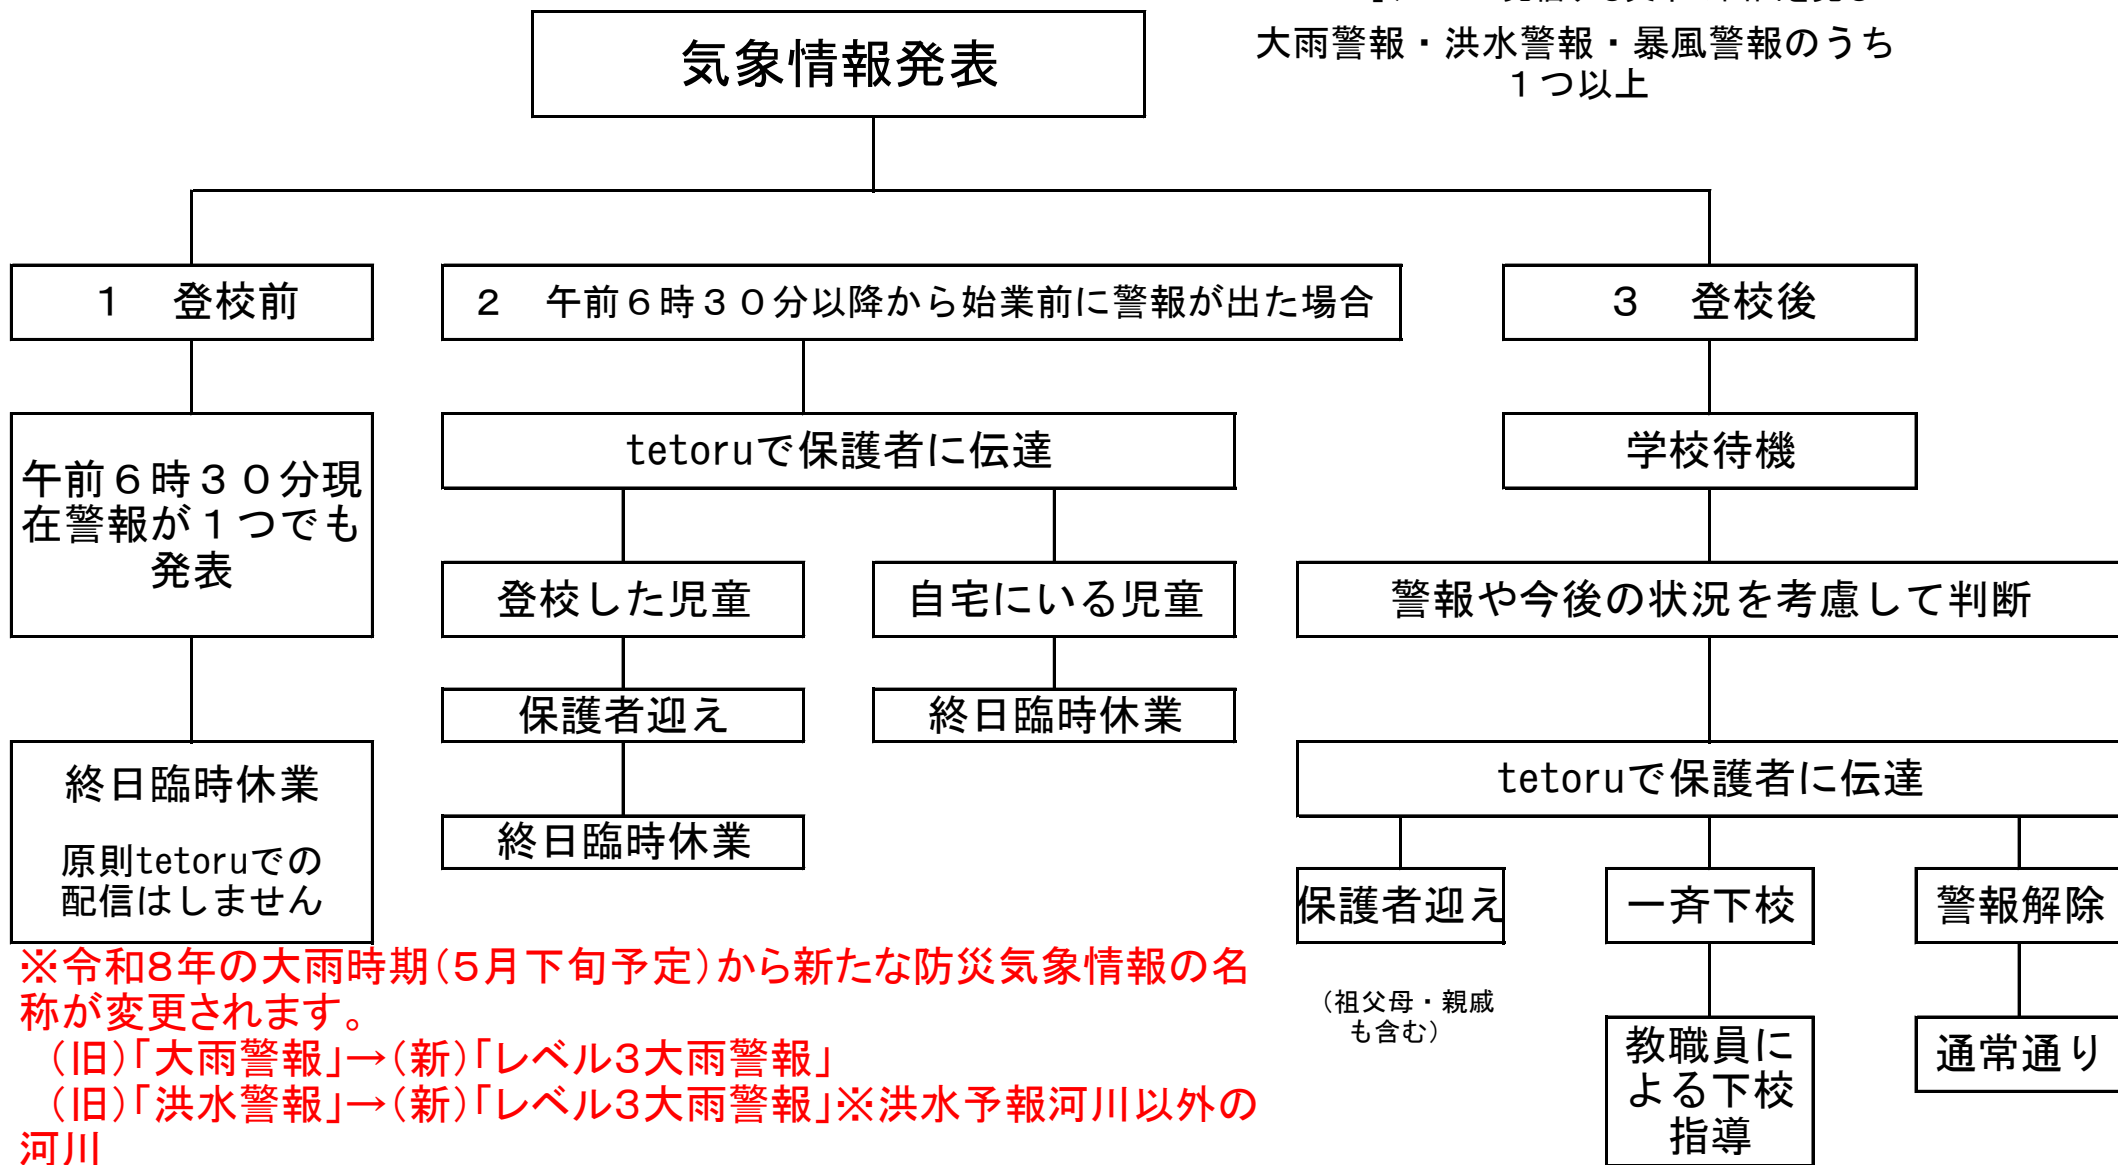 気象情報発表
大雨警報・洪水警報・暴風警報のうち
１つ以上
１　登校前
２　午前６時３０分以降から始業前に警報が出た場合
３　登校後
午前６時３０分現
在警報が１つでも
発表
tetoruで保護者に伝達
学校待機
登校した児童
自宅にいる児童
警報や今後の状況を考慮して判断
保護者迎え
終日臨時休業
終日臨時休業
原則tetoruでの
配信はしません
終日臨時休業
tetoruで保護者に伝達
保護者迎え
一斉下校
警報解除
（祖父母・親戚
も含む）
教職員に
よる下校
指導
通常通り
※令和８年の大雨時期（５月下旬予定）から新たな防災気象情報の名
称が変更されます。
（旧）「大雨警報」→（新）「レベル３大雨警報」
（旧）「洪水警報」→（新）「レベル３大雨警報」※洪水予報河川以外の
河川